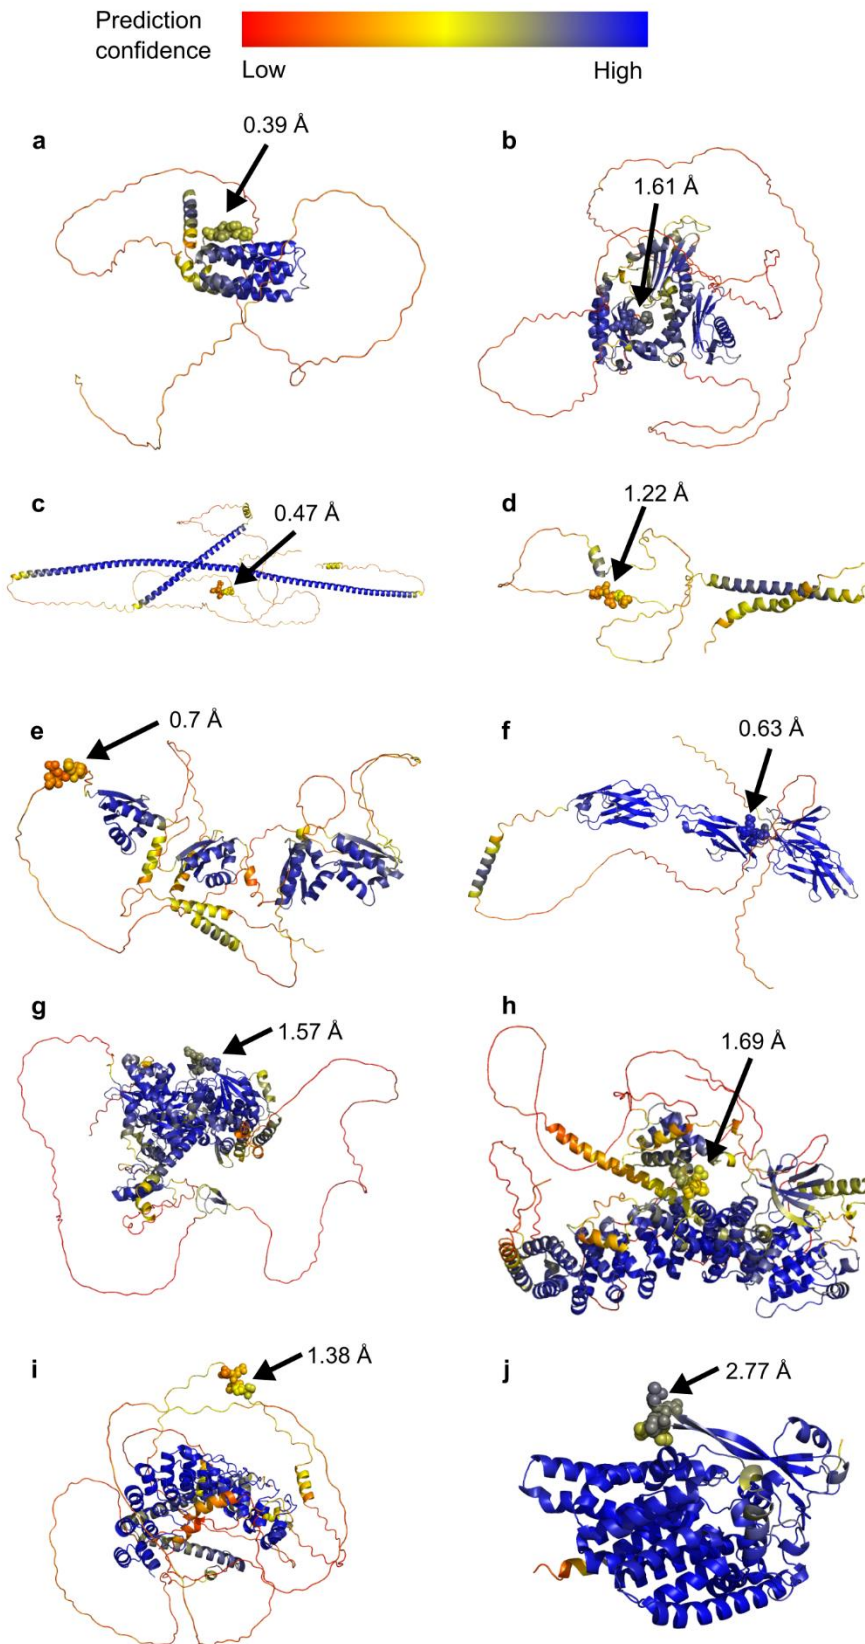 Prediction
confidence
Low
High
a
0.39 Å
b
1.61 Å
c
0.47 Å
d
1.22 Å
e
0.7 Å
f
0.63 Å
g
1.57 Å
h
1.69 Å
i
1.38 Å
j
2.77 Å